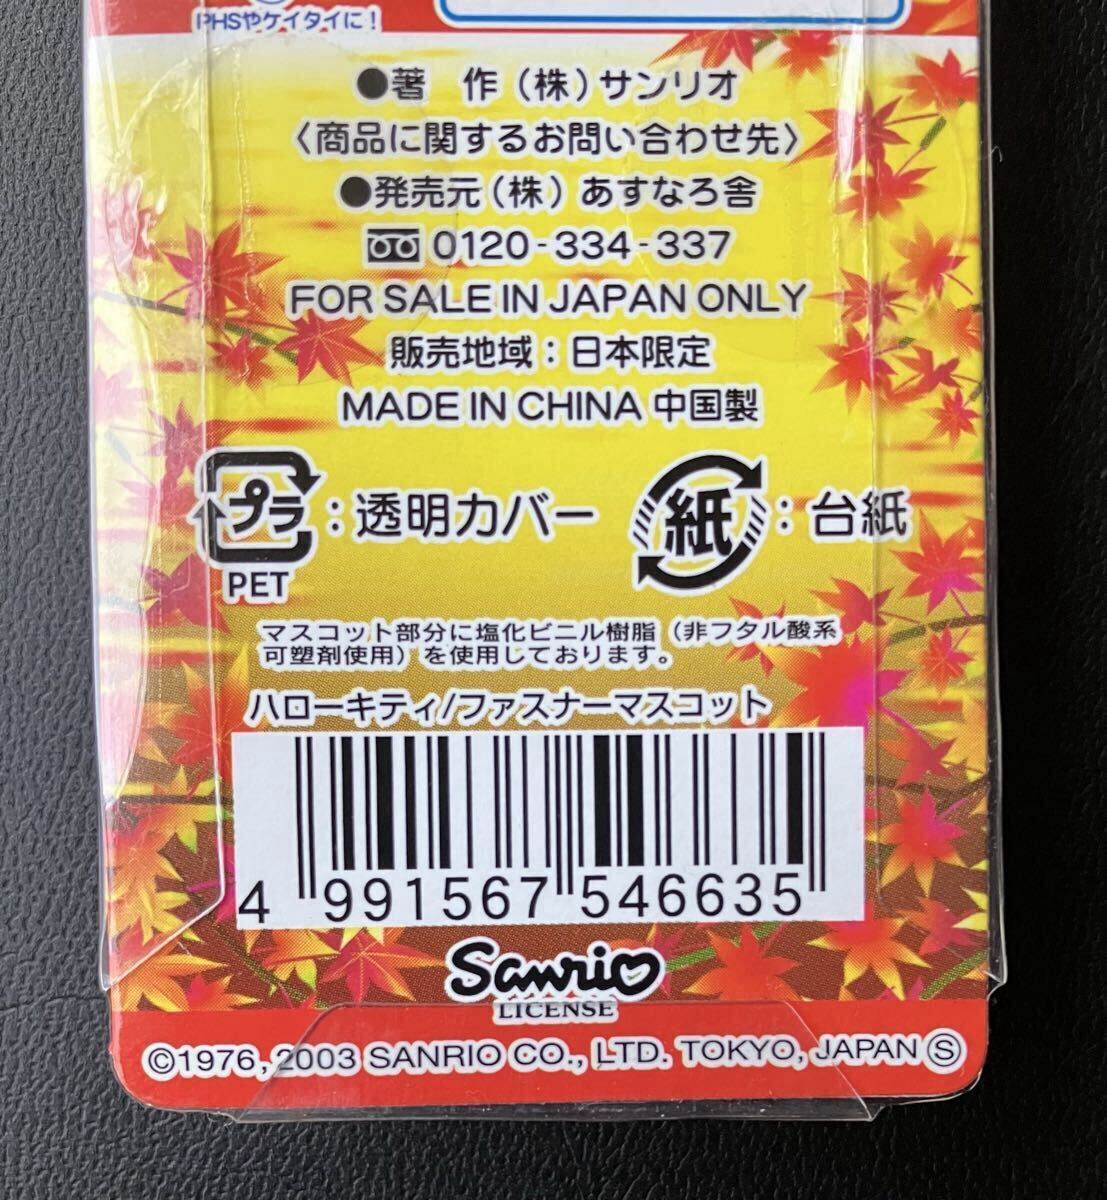 PHSやケイタイに!
●著　作(株)サンリオ
〈商品に関するお問い合わせ先〉
●発売元(株)あすなろ舎
0120-334-337
FOR SALE IN JAPAN ONLY
販売地域:日本限定
MADE IN CHINA 中国製
プラ:透明カバー
PET
紙:台紙
マスコット部分に塩化ビニル樹脂(非フタル酸系
可塑剤使用)を使用しております。
ハローキティ/ファスナーマスコット
4 991567 546635
Sanrio
LICENSE
©1976, 2003 SANRIO CO., LTD. TOKYO, JAPAN Ⓢ